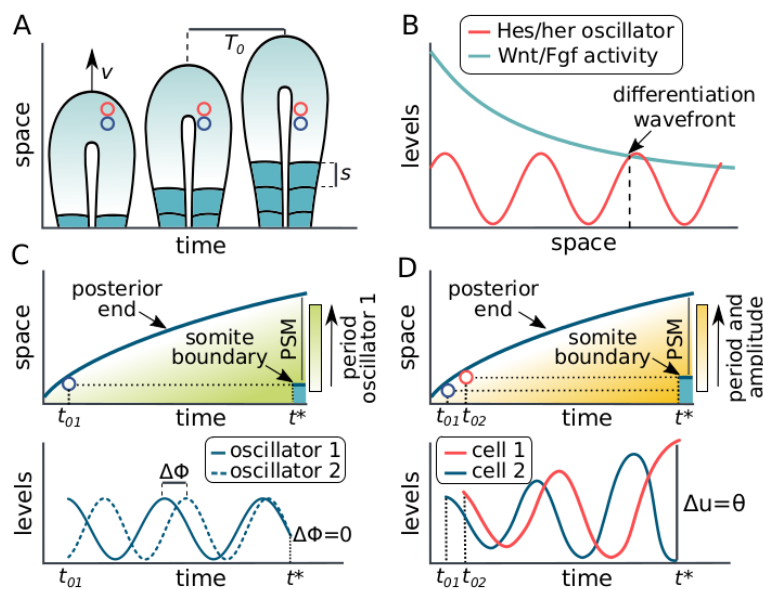 A
T0
v
s
space
time
B
Hes/her oscillator
Wnt/Fgf activity
differentiation
wavefront
levels
space
C
posterior
end
somite
boundary
PSM
space
t01
time
t*
period
oscillator 1
oscillator 1
oscillator 2
ΔΦ
ΔΦ=0
levels
t01
time
t*
D
posterior
end
somite
boundary
PSM
space
t01 t02
time
t*
period and
amplitude
cell 1
cell 2
Δu=θ
levels
t01 t02
time
t*